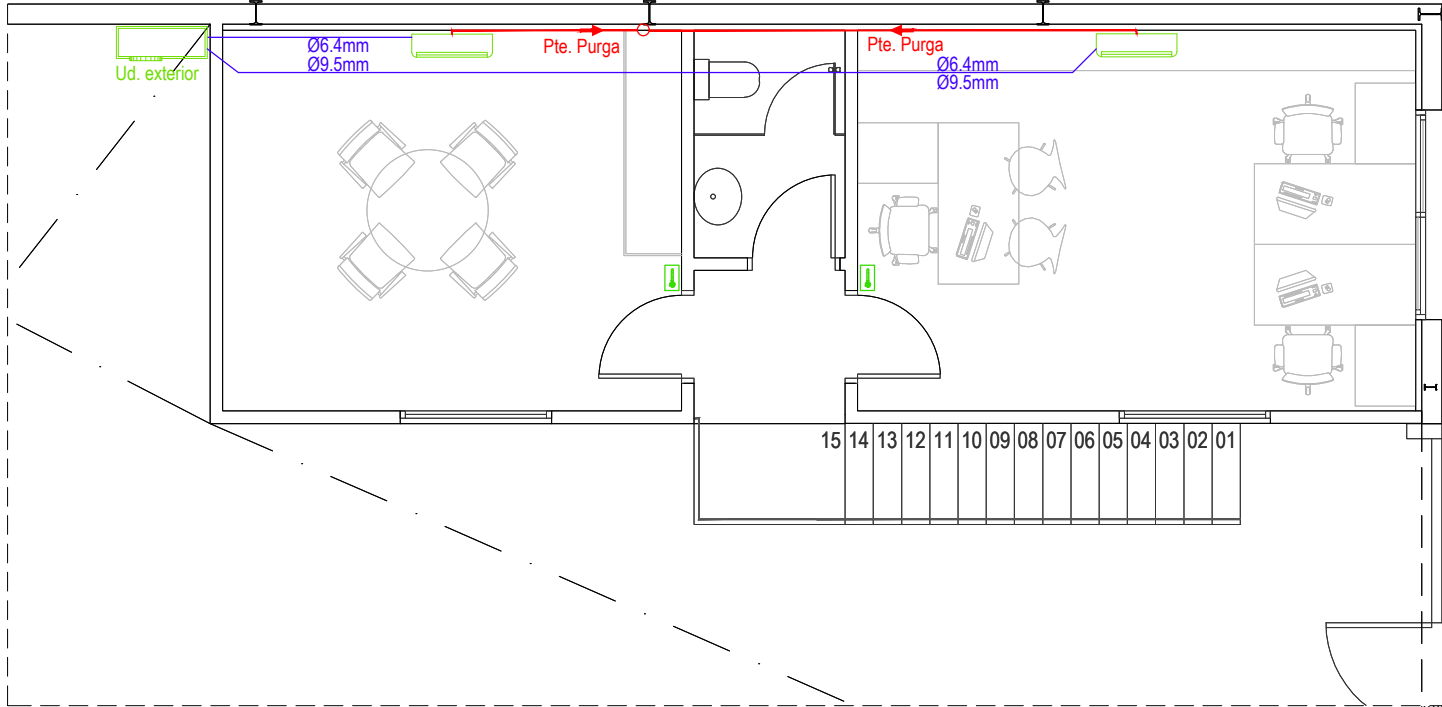 Ø6.4mm
Ø9.5mm
Ud. exterior
Pte. Purga
Pte. Purga
Ø6.4mm
Ø9.5mm
15 14 13 12 11 10 09 08 07 06 05 04 03 02 01